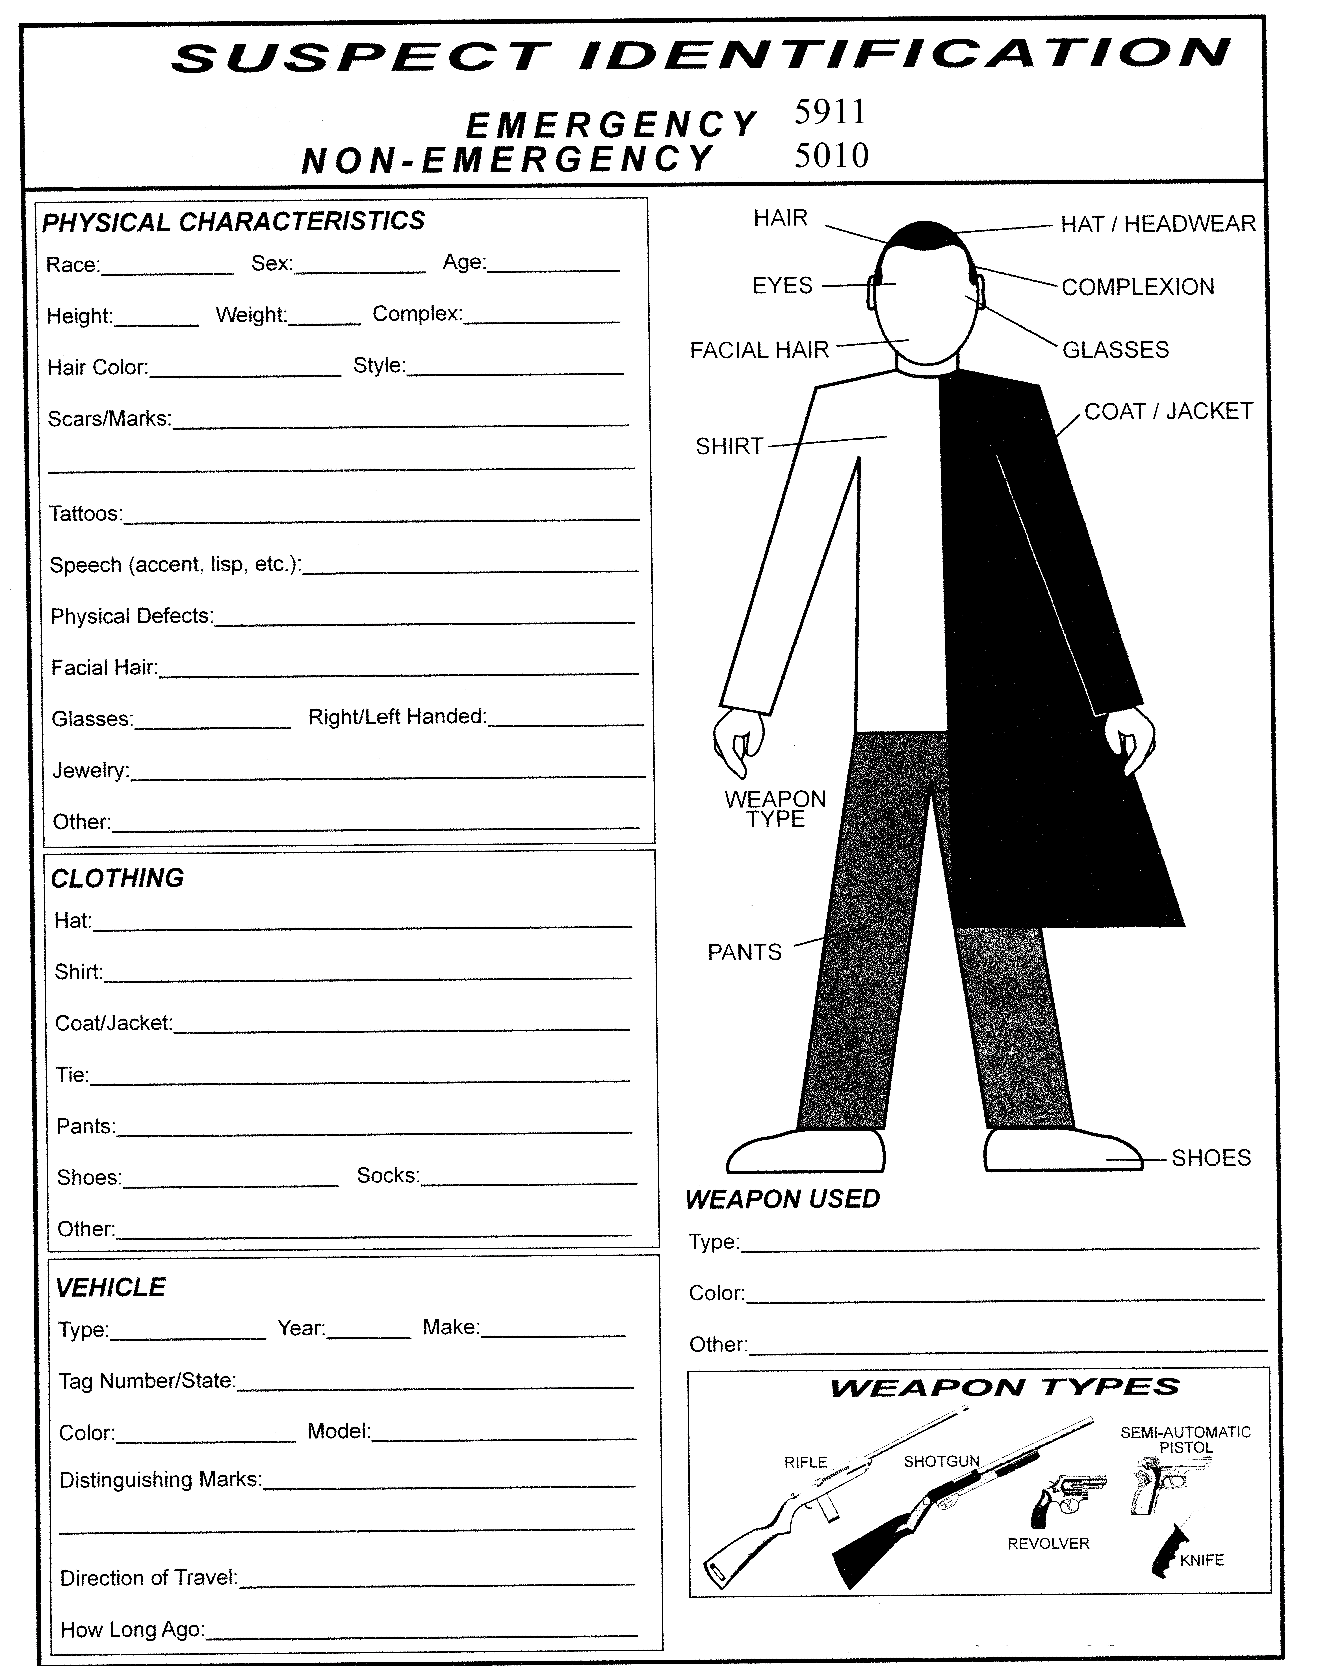 SUSPECT IDENTIFICATION
EMERGENCY 5911
NON-EMERGENCY 5010
PHYSICAL CHARACTERISTICS
Race: Sex: Age:
Height: Weight: Complex:
Hair Color: Style:
Scars/Marks:
Tattoos:
Speech (accent, lisp, etc.):
Physical Defects:
Facial Hair:
Glasses: Right/Left Handed:
Jewelry:
Other:
CLOTHING
Hat:
Shirt:
Coat/Jacket:
Tie:
Pants:
Shoes: Socks:
Other:
VEHICLE
Type: Year: Make:
Tag Number/State:
Color: Model:
Distinguishing Marks:
Direction of Travel:
How Long Ago:
HAIR
HAT / HEADWEAR
EYES
COMPLEXION
FACIAL HAIR
GLASSES
COAT / JACKET
SHIRT
WEAPON
TYPE
PANTS
SHOES
WEAPON USED
Type:
Color:
Other:
WEAPON TYPES
RIFLE
SHOTGUN
SEMI-AUTOMATIC
PISTOL
REVOLVER
KNIFE